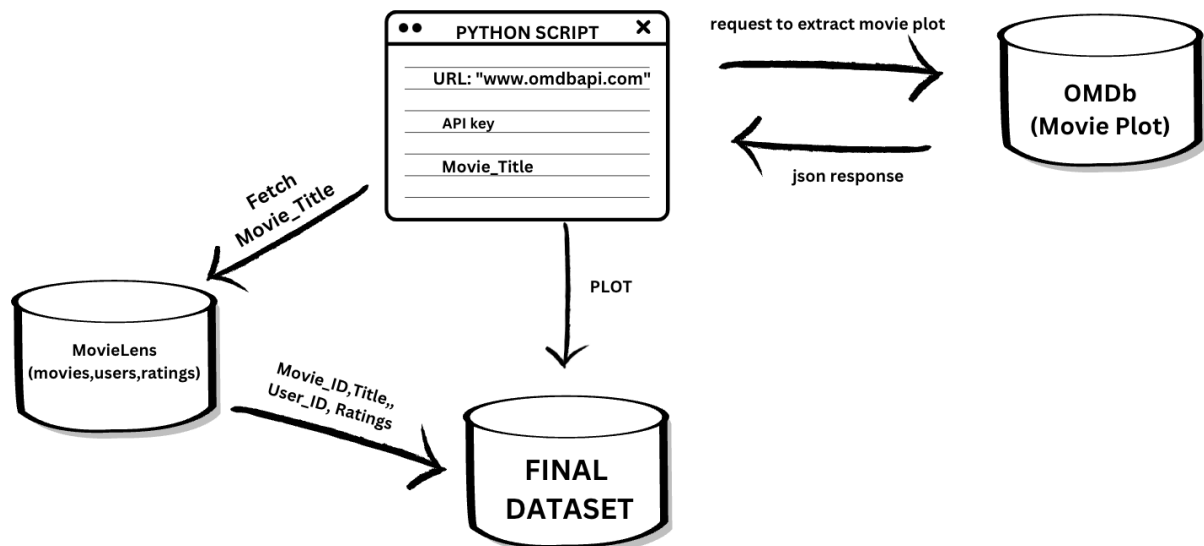 PYTHON SCRIPT
URL: "www.omdbapi.com"
API key
Movie_Title
request to extract movie plot
json response
OMDb
(Movie Plot)
Fetch
Movie_Title
PLOT
MovieLens
(movies,users,ratings)
Movie_ID,Title,,
User_ID, Ratings
FINAL
DATASET